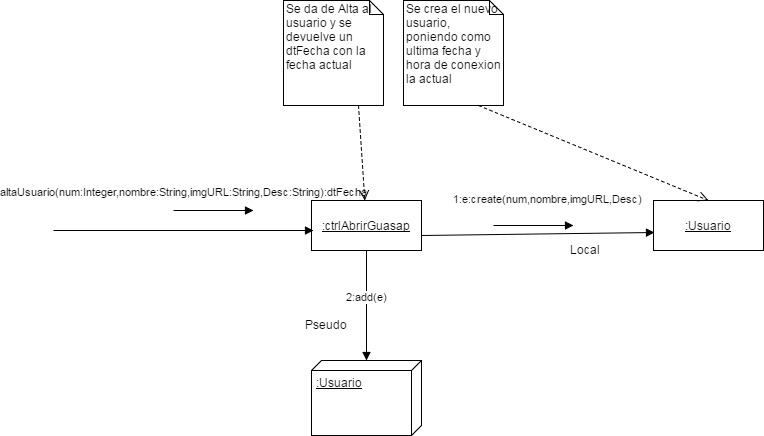 Se da de Alta al
usuario y se
devuelve un
dtFecha con la
fecha actual
Se crea el nuevo
usuario,
poniendo como
ultima fecha y
hora de conexion
la actual
altaUsuario(num:Integer,nombre:String,imgURL:String,Desc:String):dtFecha
1:e:create(num,nombre,imgURL,Desc)
:ctrlAbrirGuasap
:Usuario
Local
2:add(e)
Pseudo
:Usuario